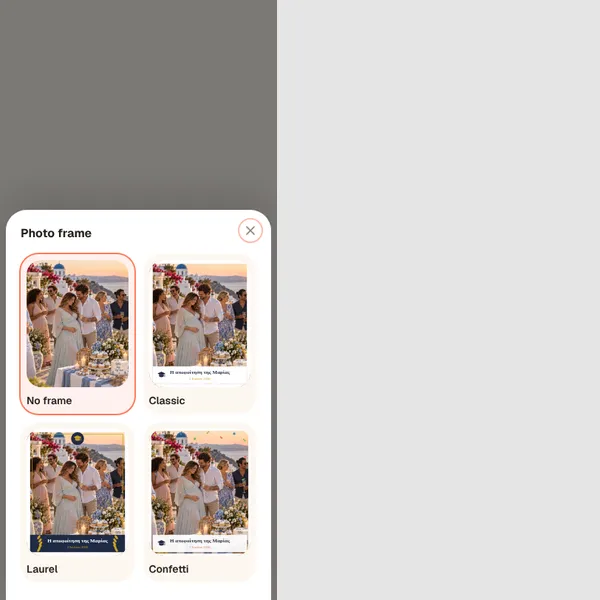 Photo frame
No frame
Η αποφοίτηση της Μαρίας
Classic
Η αποφοίτηση της Μαρίας
Laurel
Η αποφοίτηση της Μαρίας
Confetti